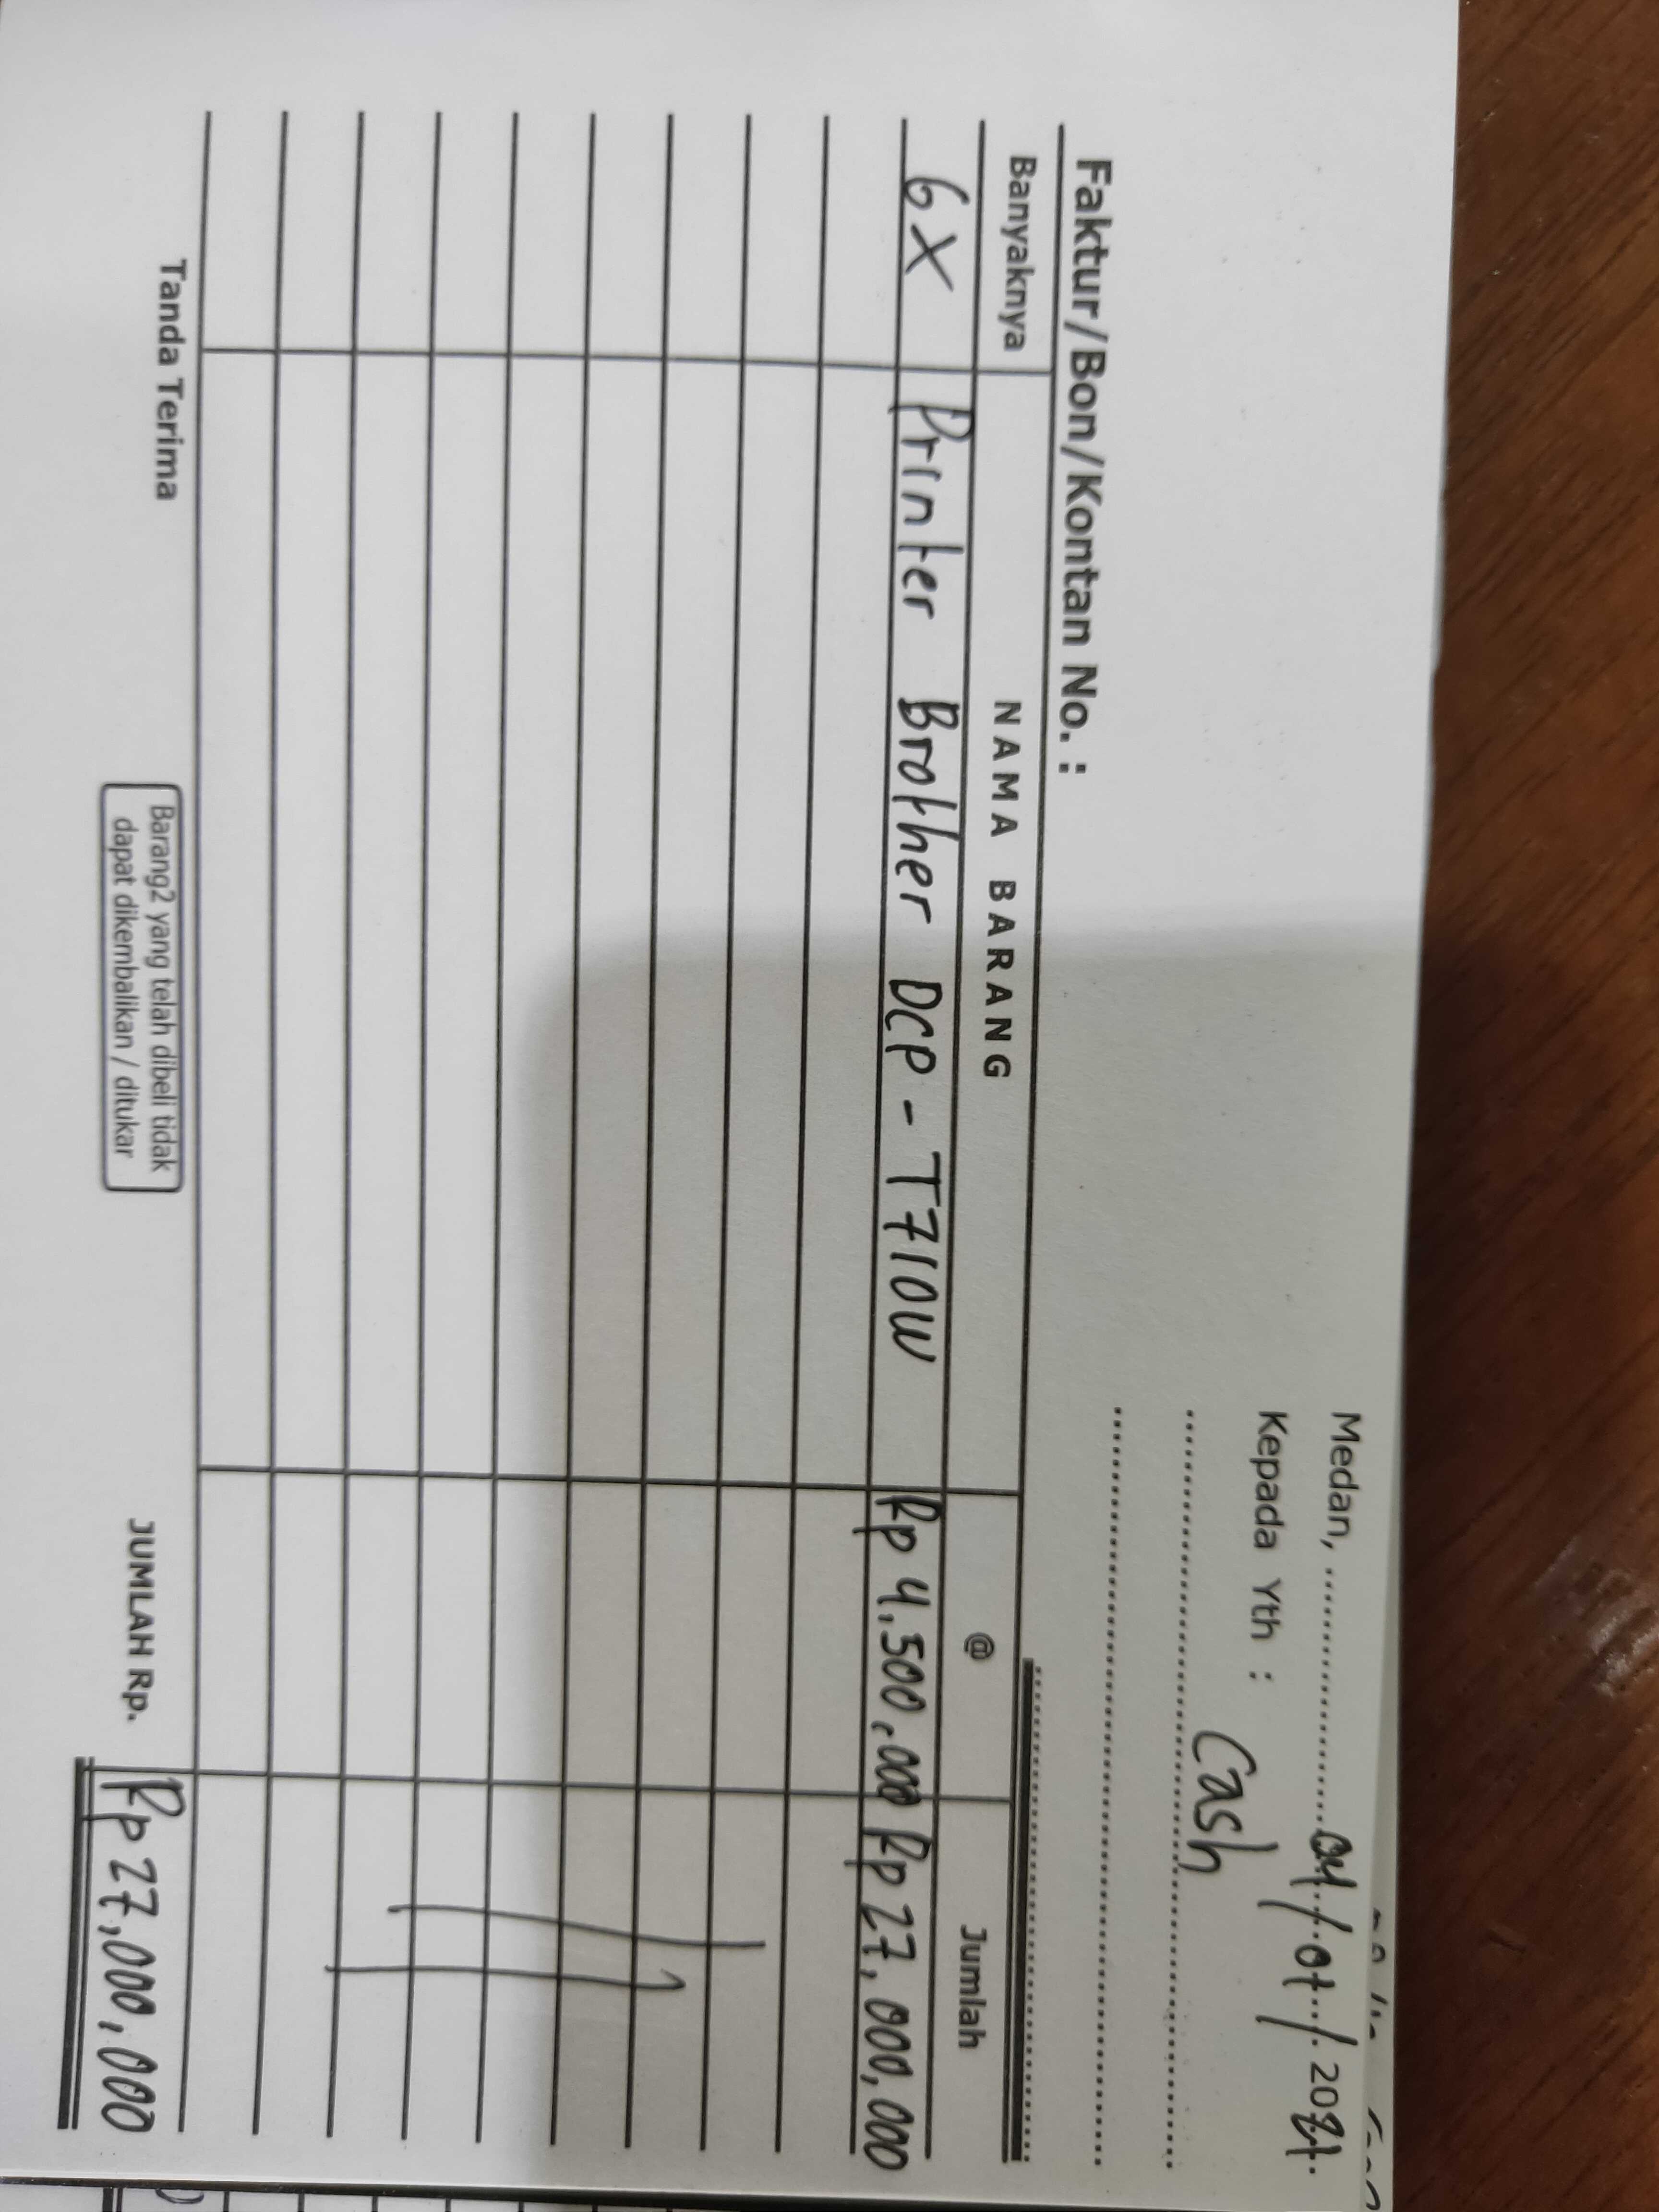 Medan, 04/07/2021
Kepada Yth :
Cash
Faktur/Bon/Kontan No. :
Banyaknya NAMA BARANG @ Jumlah
6X Printer Brother DCP-T710W Rp 4.500.000 Rp 27,000,000
Tanda Terima
Barang2 yang telah dibeli tidak
dapat dikembalikan / ditukar
JUMLAH Rp. Rp 27,000,000